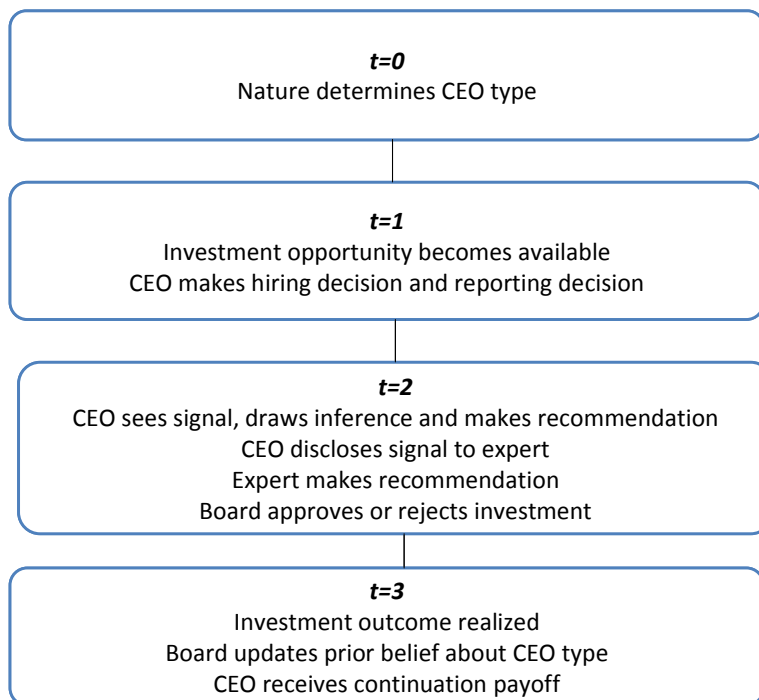 t=0
Nature determines CEO type
t=1
Investment opportunity becomes available
CEO makes hiring decision and reporting decision
t=2
CEO sees signal, draws inference and makes recommendation
CEO discloses signal to expert
Expert makes recommendation
Board approves or rejects investment
t=3
Investment outcome realized
Board updates prior belief about CEO type
CEO receives continuation payoff